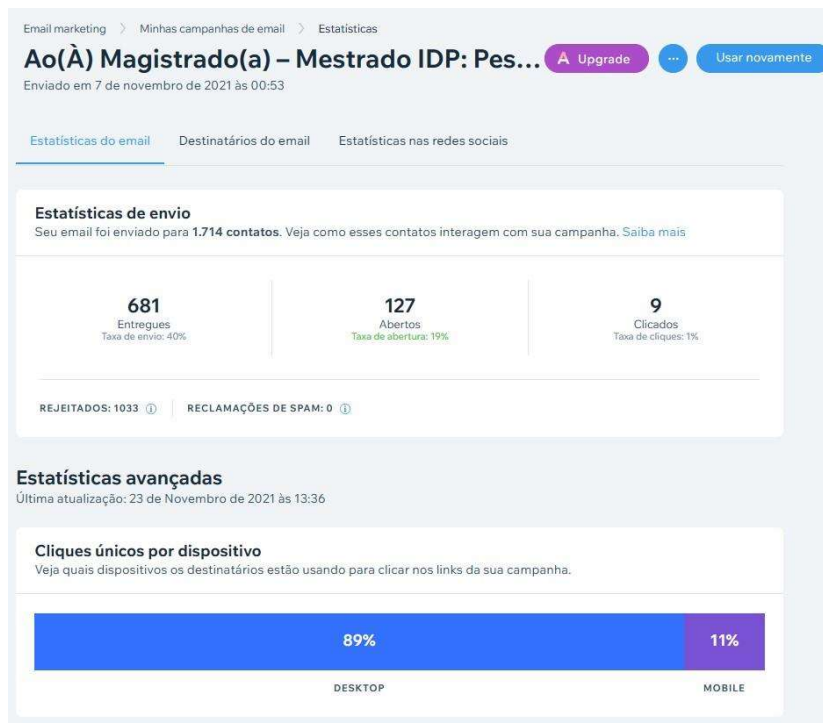 Email marketing > Minhas campanhas de email > Estatísticas
Ao(À) Magistrado(a) – Mestrado IDP: Pes... A Upgrade ... Usar novamente
Enviado em 7 de novembro de 2021 às 00:53
Estatísticas do email Destinatários do email Estatísticas nas redes sociais
Estatísticas de envio
Seu email foi enviado para 1.714 contatos. Veja como esses contatos interagem com sua campanha. Saiba mais
681 127 9
Entregues Abertos Clicados
Taxa de envio: 40% Taxa de abertura: 19% Taxa de cliques: 1%
REJEITADOS: 1033 RECLAMAÇÕES DE SPAM: 0
Estatísticas avançadas
Última atualização: 23 de Novembro de 2021 às 13:36
Cliques únicos por dispositivo
Veja quais dispositivos os destinatários estão usando para clicar nos links da sua campanha.
89% 11%
DESKTOP MOBILE